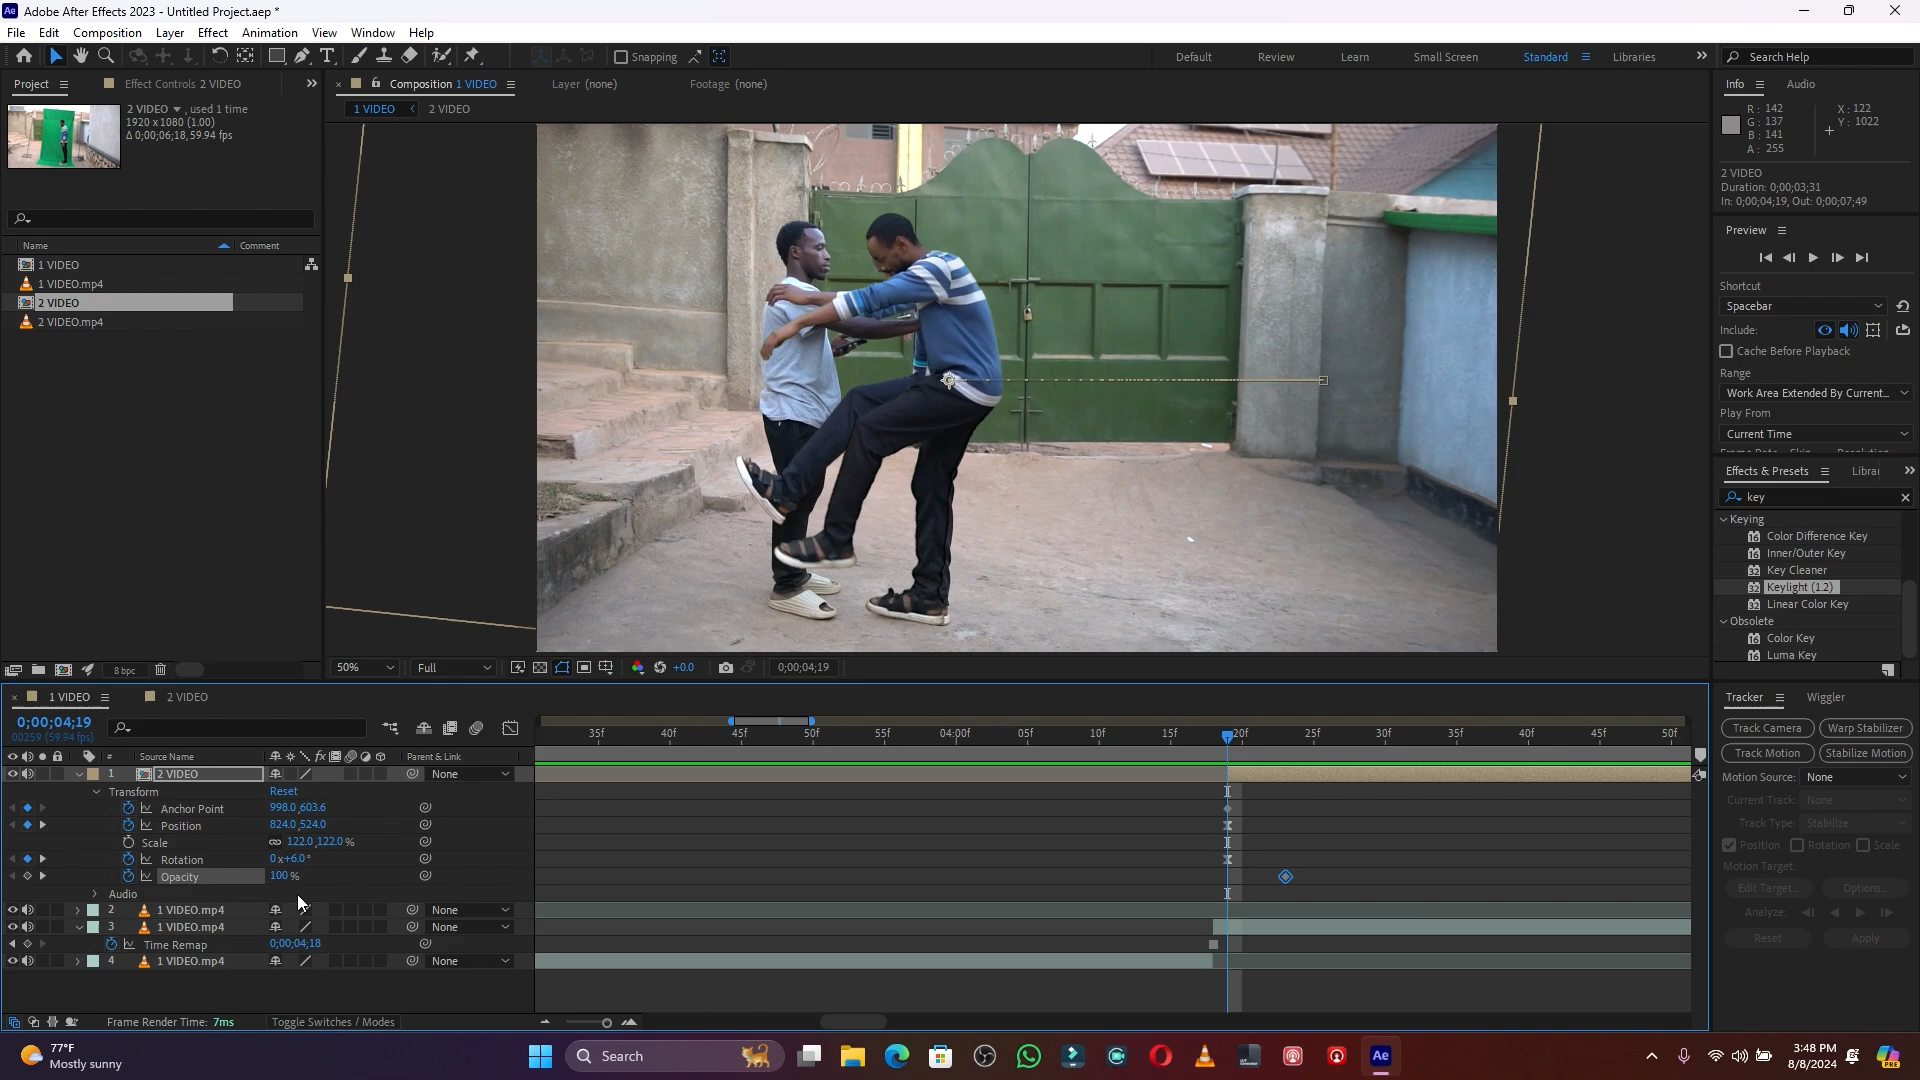 Adobe After Effects 2023 - Untitled Project.aep *
File Edit Composition Layer Effect Animation View Window Help
Snapping
Default Review Learn Small Screen Standard Libraries Search Help
Project Effect Controls 2 VIDEO
2 VIDEO , used 1 time
1920 x 1080 (1.00)
Δ 0;00;06;18, 59.94 fps
Name Comment
1 VIDEO
1 VIDEO.mp4
2 VIDEO
2 VIDEO.mp4
8 bpc
Composition 1 VIDEO Layer (none) Footage (none)
1 VIDEO 2 VIDEO
50% Full +0.0 0;00;04;19
Info Audio
R: 142
G: 137
B: 141
A: 255
X: 122
Y: 1022
2 VIDEO
Duration: 0;00;03;31
In: 0;00;04;19, Out: 0;00;07;49
Preview
Shortcut
Spacebar
Include:
Cache Before Playback
Range
Work Area Extended By Current...
Play From
Current Time
Frame Rate Skip Resolution
Effects & Presets Librar
key
Keying
Color Difference Key
Inner/Outer Key
Key Cleaner
Keylight (1.2)
Linear Color Key
Obsolete
Color Key
Luma Key
1 VIDEO 2 VIDEO
0;00;04;19
00259 (59.94 fps)
35f 40f 45f 50f 55f 04:00f 05f 10f 15f 20f 25f 30f 35f 40f 45f 50f
# Source Name fx Parent & Link
1 2 VIDEO None
Transform Reset
Anchor Point 998.0,603.6
Position 824.0,524.0
Scale 122.0,122.0 %
Rotation 0x+6.0°
Opacity 100 %
Audio
2 1 VIDEO.mp4 None
3 1 VIDEO.mp4 None
Time Remap 0;00;04;18
4 1 VIDEO.mp4 None
Frame Render Time: 7ms Toggle Switches / Modes
Tracker Wiggler
Track Camera Warp Stabilizer
Track Motion Stabilize Motion
Motion Source: None
Current Track: None
Track Type: Stabilize
Position Rotation Scale
Motion Target:
Edit Target... Options...
Analyze:
Reset Apply
77°F
Mostly sunny
Search
Ae
3:48 PM
8/8/2024